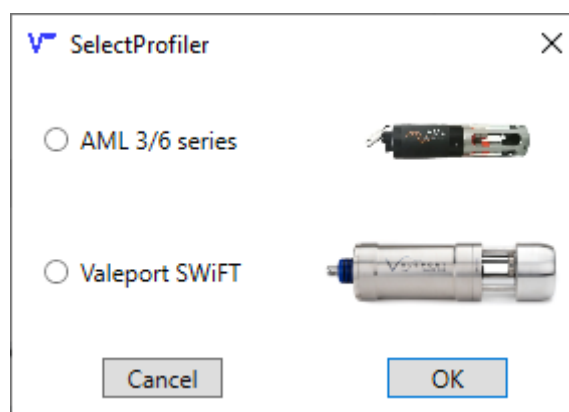 SelectProfiler
AML 3/6 series
Valeport SWiFT
Cancel
OK